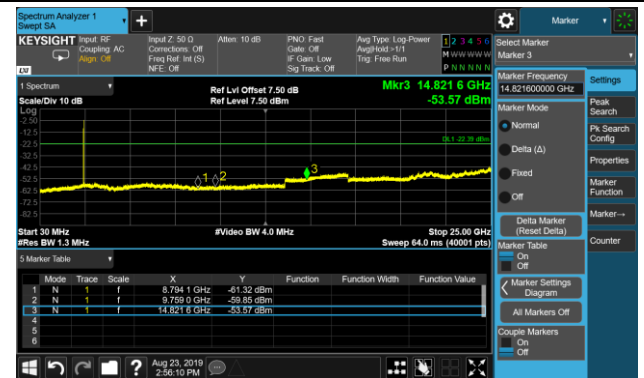 Spectrum Analyzer 1
Swept SA
Marker
KEYSIGHT
Input: RF
Coupling: AC
Align: Off
Input Z: 50 Ω
Corrections: Off
Freq Ref: Int (S)
NFE: Off
Atten: 10 dB
PNO: Fast
Gate: Off
IF Gain: Low
Sig Track: Off
Avg Type: Log-Power
Avg|Hold:>1/1
Trig: Free Run
1 2 3 4 5 6
M W W W W W
P N N N N N
LXI
Select Marker
Marker 3
1 Spectrum
Scale/Div 10 dB
Log
Ref Lvl Offset 7.50 dB
Ref Level 7.50 dBm
Mkr3 14.821 6 GHz
-53.57 dBm
-2.50
-12.5
-22.5
-32.5
-42.5
-52.5
-62.5
-72.5
-82.5
DL1 -22.39 dBm
1
2
3
Start 30 MHz
#Res BW 1.3 MHz
#Video BW 4.0 MHz
Stop 25.00 GHz
Sweep 64.0 ms (40001 pts)
5 Marker Table
Mode Trace Scale X Y Function Function Width Function Value
1 N 1 f 8.794 1 GHz -61.32 dBm
2 N 1 f 9.759 0 GHz -59.85 dBm
3 N 1 f 14.821 6 GHz -53.57 dBm
4
5
6
Marker Frequency
14.821600000 GHz
Marker Mode
Normal
Delta (Δ)
Fixed
Off
Delta Marker
(Reset Delta)
Marker Table
On
Off
Marker Settings
Diagram
All Markers Off
Couple Markers
On
Off
Settings
Peak
Search
Pk Search
Config
Properties
Marker
Function
Marker→
Counter
?
Aug 23, 2019
2:56:10 PM